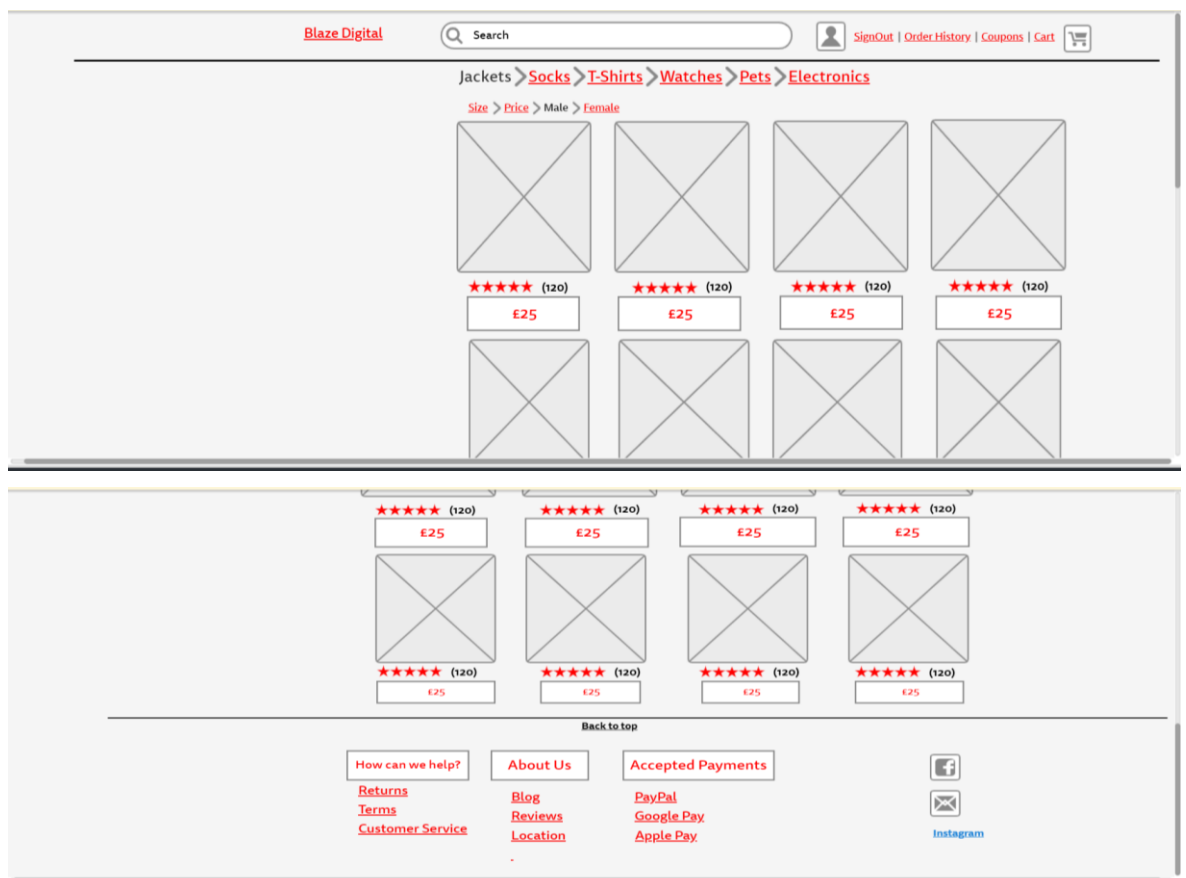 Blaze Digital Search SignOut | Order History | Coupons | Cart
Jackets Socks T-Shirts Watches Pets Electronics
Size Price Male Female
★★★★★ (120) ★★★★★ (120) ★★★★★ (120) ★★★★★ (120)
£25 £25 £25 £25
★★★★★ (120) ★★★★★ (120) ★★★★★ (120) ★★★★★ (120)
£25 £25 £25 £25
★★★★★ (120) ★★★★★ (120) ★★★★★ (120) ★★★★★ (120)
£25 £25 £25 £25
Back to top
How can we help?
Returns
Terms
Customer Service
About Us
Blog
Reviews
Location
.
Accepted Payments
PayPal
Google Pay
Apple Pay
Instagram